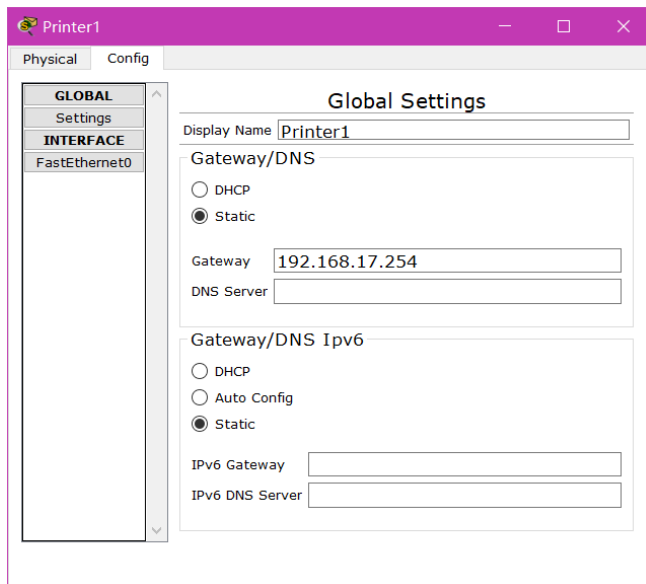 Printer1
Physical Config
GLOBAL
Settings
INTERFACE
FastEthernet0
Global Settings
Display Name Printer1
Gateway/DNS
DHCP
Static
Gateway 192.168.17.254
DNS Server
Gateway/DNS Ipv6
DHCP
Auto Config
Static
IPv6 Gateway
IPv6 DNS Server